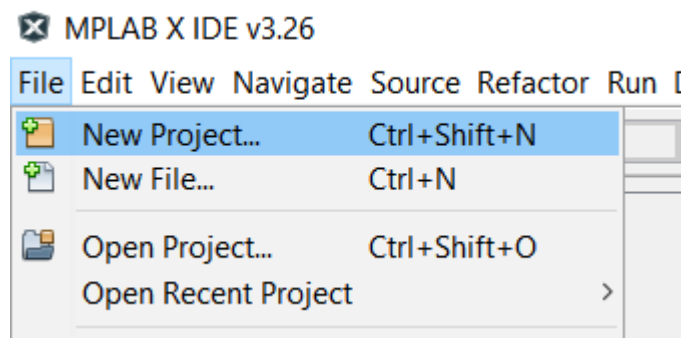 MPLAB X IDE v3.26
File Edit View Navigate Source Refactor Run
New Project... Ctrl+Shift+N
New File... Ctrl+N
Open Project... Ctrl+Shift+O
Open Recent Project